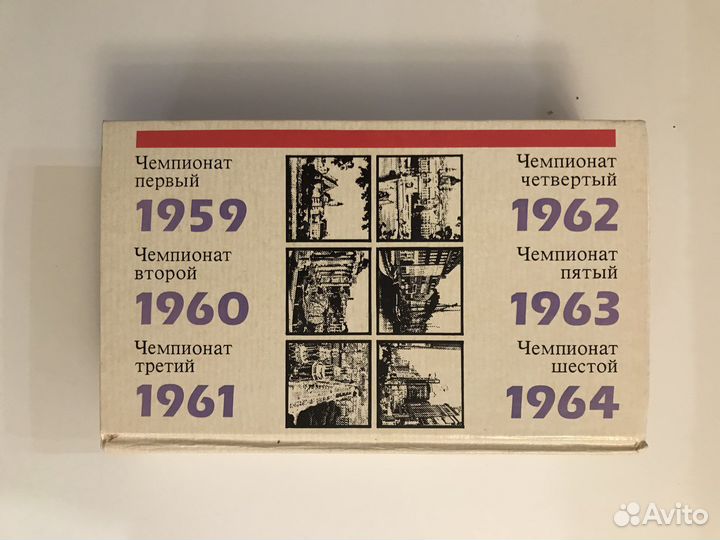 Чемпионат
первый
1959
Чемпионат
второй
1960
Чемпионат
третий
1961
Чемпионат
четвертый
1962
Чемпионат
пятый
1963
Чемпионат
шестой
1964
Avito